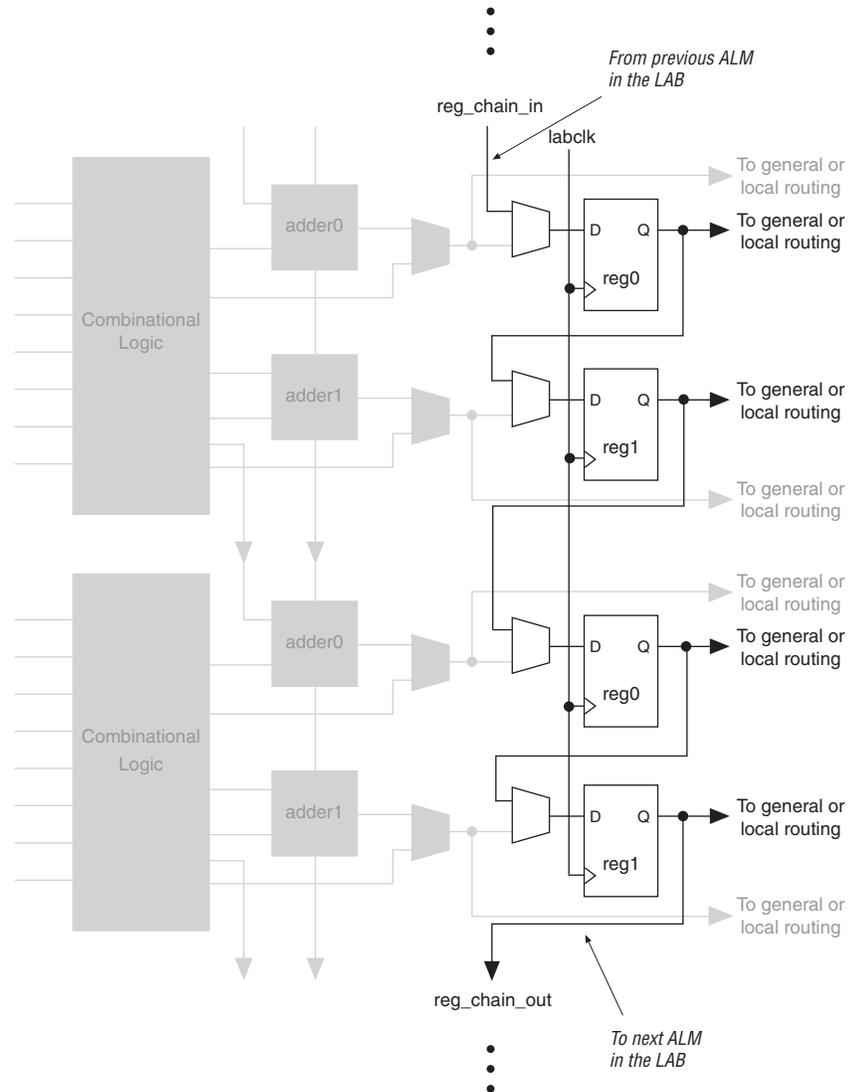 From previous ALM
in the LAB
reg_chain_in
labclk
To general or
local routing
adder0
D Q
To general or
local routing
reg0
Combinational
Logic
adder1
D Q
To general or
local routing
reg1
To general or
local routing
To general or
local routing
adder0
D Q
To general or
local routing
reg0
Combinational
Logic
adder1
D Q
To general or
local routing
reg1
To general or
local routing
reg_chain_out
To next ALM
in the LAB